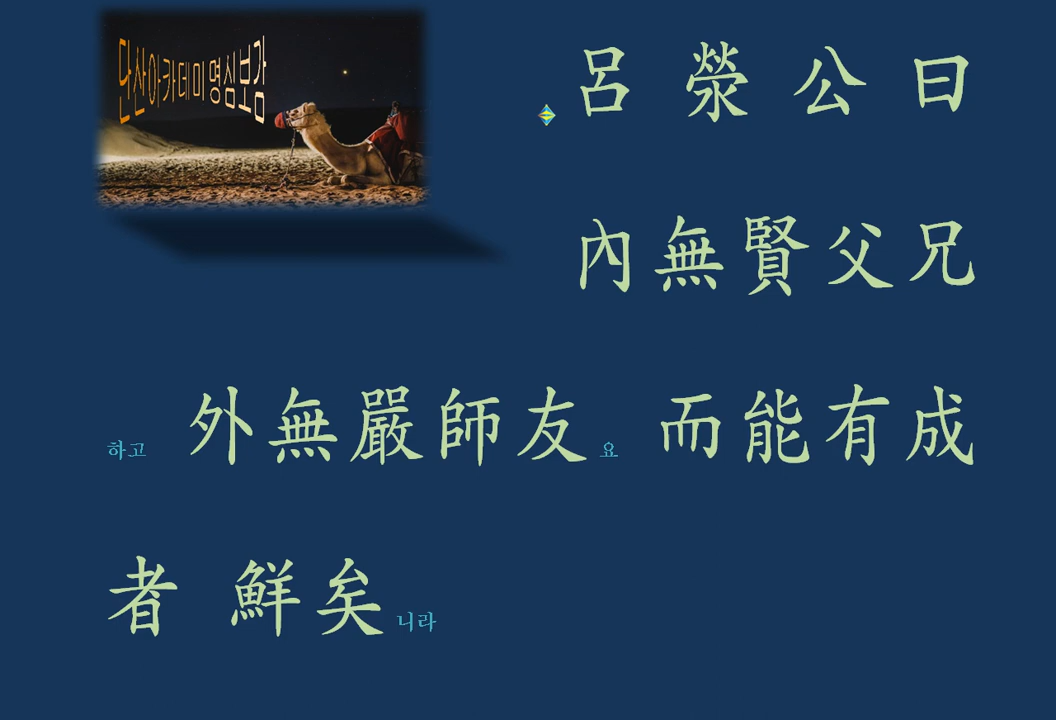 단산아카데미명심보감
呂 滎 公 曰
內無賢父兄
하고 外無嚴師友요 而能有成
者 鮮矣니라